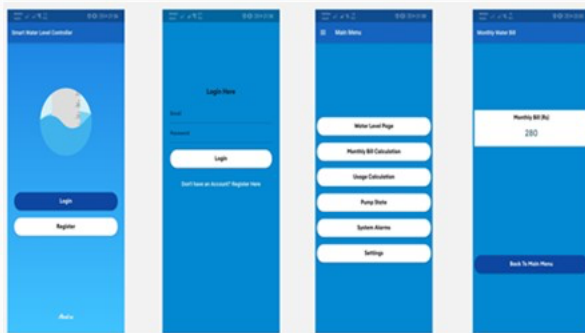 Smart Water Level Controller
Login
Register
Login Here
Email
Password
Login
Don't have an Account? Register Here
Main Menu
Water Level Page
Monthly Bill Calculation
Usage Calculation
Pump State
System Alarms
Settings
Monthly Water Bill
Monthly Bill (Rs)
280
Back To Main Menu